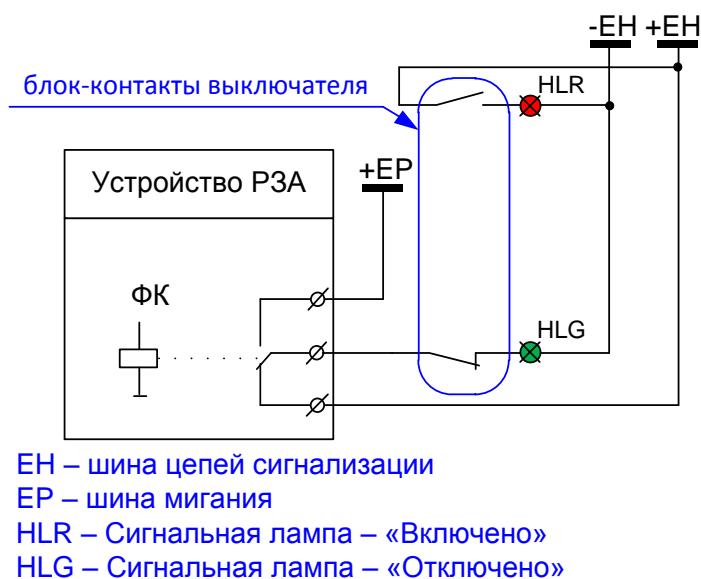 -EH +EH
блок-контакты выключателя
HLR
Устройство РЗА
+EP
ФК
HLG
EH – шина цепей сигнализации
EP – шина мигания
HLR – Сигнальная лампа – «Включено»
HLG – Сигнальная лампа – «Отключено»